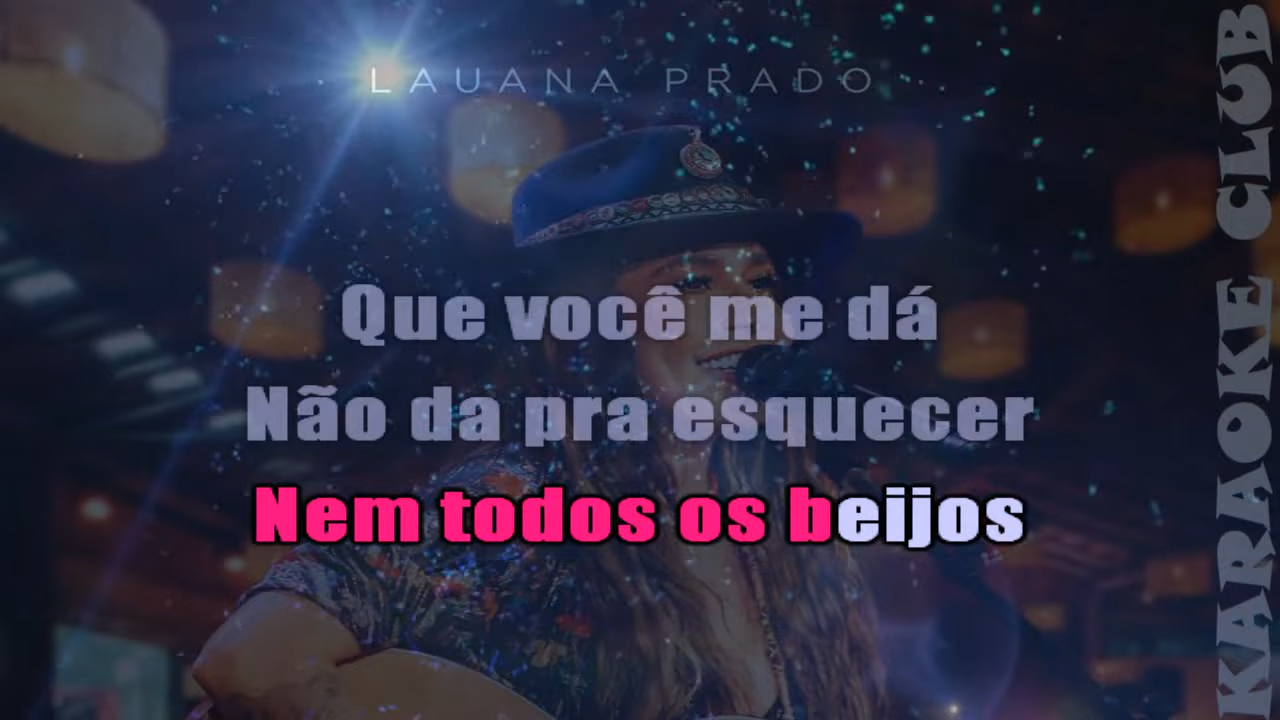 LAUANA PRADO
Que você me dá
Não da pra esquecer
Nem todos os beijos
KARAOKE CLUB